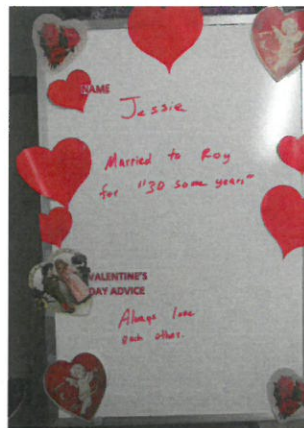 NAME
Jessie
Married to Roy
for "30 some years"
VALENTINE'S
DAY ADVICE
Always love
each other.